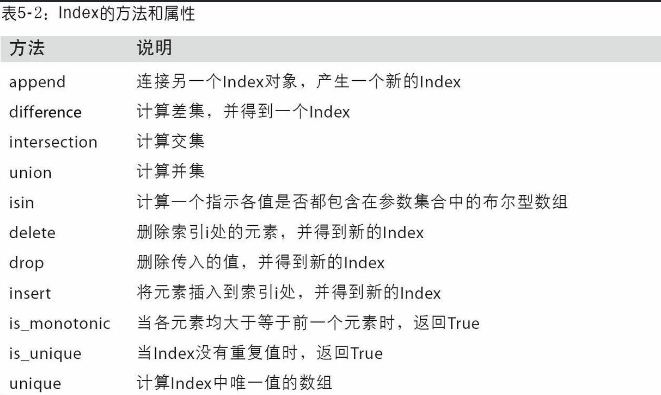 表5-2：Index的方法和属性
方法 说明
append 连接另一个Index对象，产生一个新的Index
difference 计算差集，并得到一个Index
intersection 计算交集
union 计算并集
isin 计算一个指示各值是否都包含在参数集合中的布尔型数组
delete 删除索引i处的元素，并得到新的Index
drop 删除传入的值，并得到新的Index
insert 将元素插入到索引i处，并得到新的Index
is_monotonic 当各元素均大于等于前一个元素时，返回True
is_unique 当Index没有重复值时，返回True
unique 计算Index中唯一值的数组